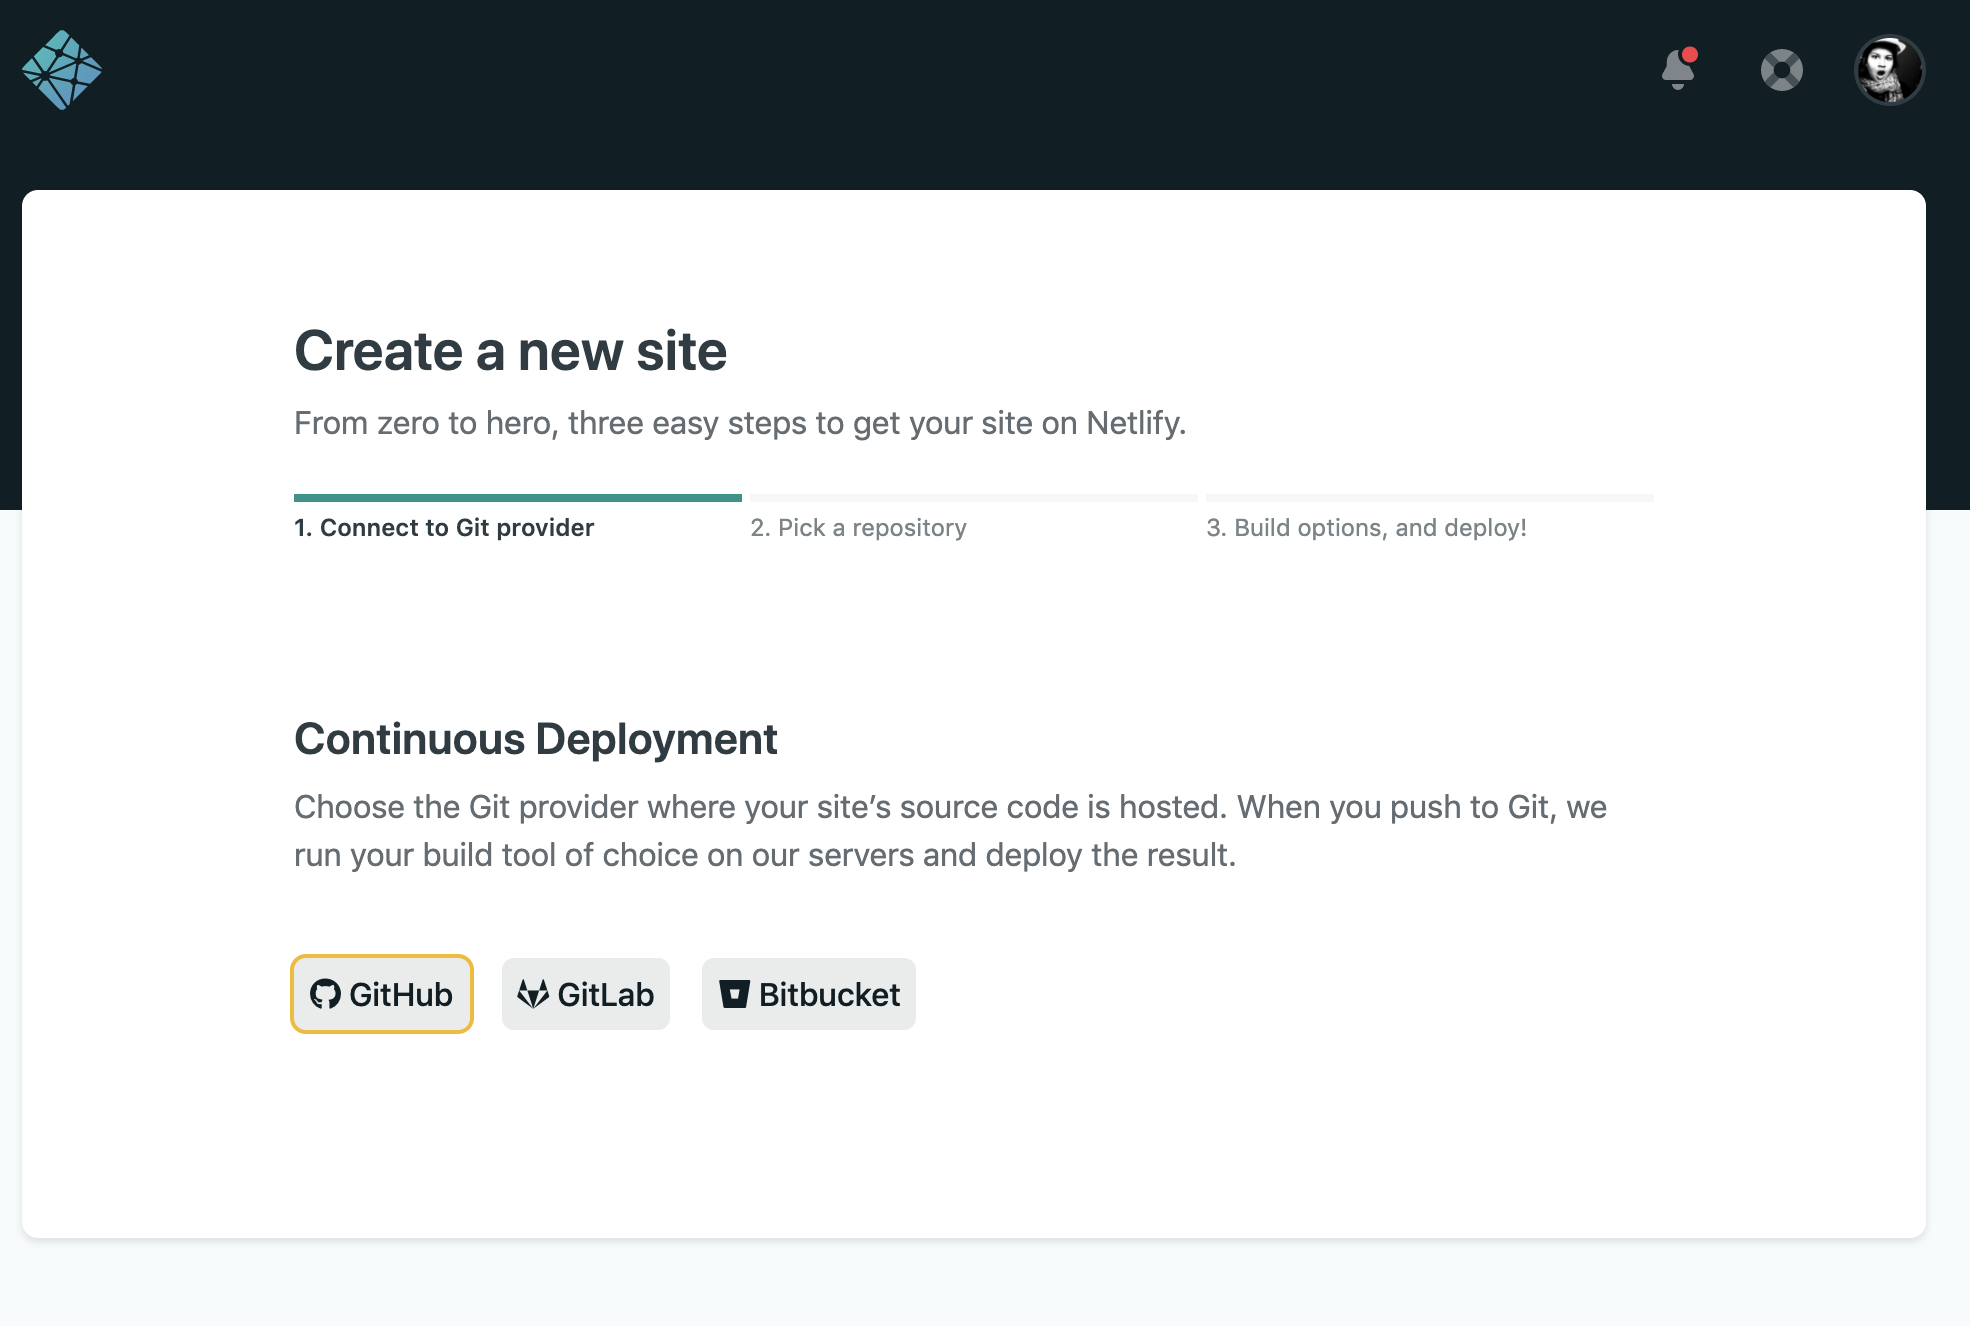 Create a new site
From zero to hero, three easy steps to get your site on Netlify.
1. Connect to Git provider
2. Pick a repository
3. Build options, and deploy!
Continuous Deployment
Choose the Git provider where your site’s source code is hosted. When you push to Git, we
run your build tool of choice on our servers and deploy the result.
GitHub
GitLab
Bitbucket